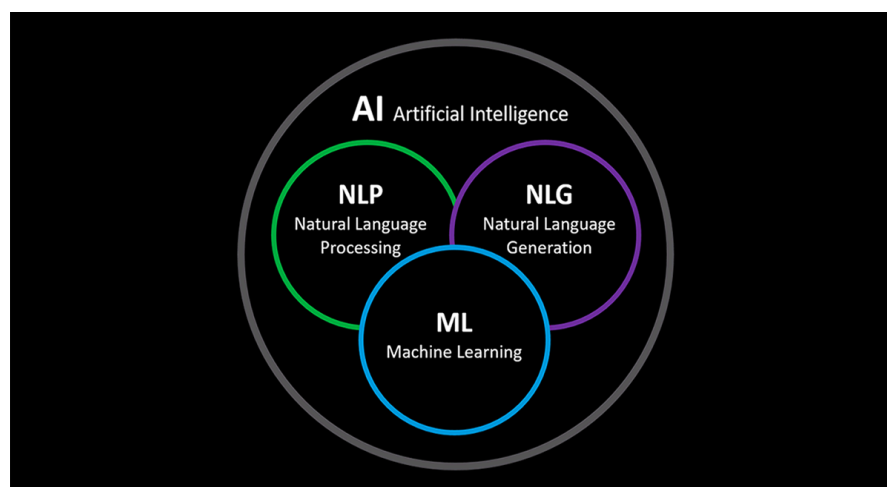 AI Artificial Intelligence
NLP
Natural Language
Processing
NLG
Natural Language
Generation
ML
Machine Learning